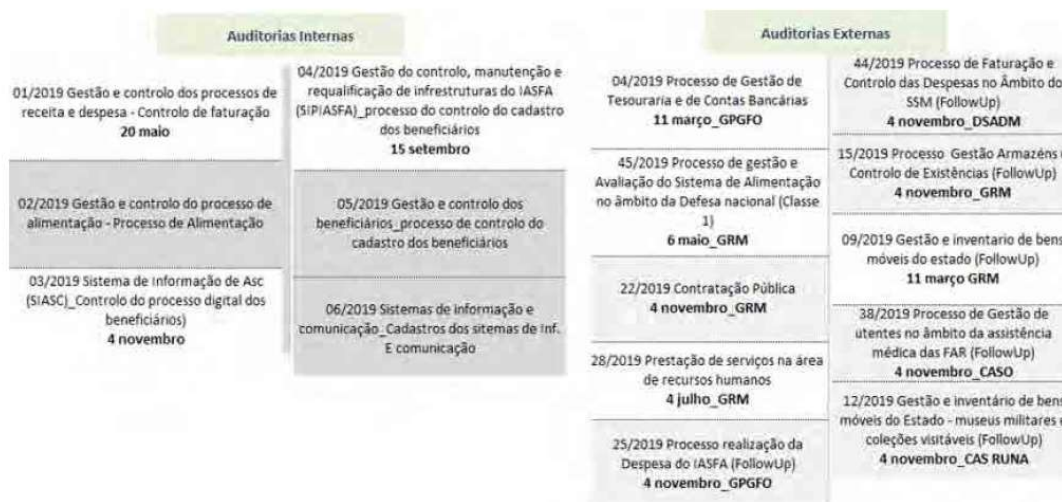 Auditorias Internas
01/2019 Gestão e controlo dos processos de
receita e despesa - Controlo de faturação
20 maio
02/2019 Gestão e controlo do processo de
alimentação - Processo de Alimentação
03/2019 Sistema de Informação de Asc
(SIASC)_Controlo do processo digital dos
beneficiários)
4 novembro
04/2019 Gestão do controlo, manutenção e
requalificação de infrestruturas do IASFA
(SIPIASFA)_processo do controlo do cadastro
dos beneficiários
15 setembro
05/2019 Gestão e controlo dos
beneficiários_processo de controlo do
cadastro dos beneficiários
06/2019 Sistemas de informação e
comunicação_Cadastros dos sitemas de Inf.
E comunicação
Auditorias Externas
04/2019 Processo de Gestão de
Tesouraria e de Contas Bancárias
11 março_GPGFO
45/2019 Processo de gestão e
Avaliação do Sistema de Alimentação
no âmbito da Defesa nacional (Classe
1)
6 maio_GRM
22/2019 Contratação Pública
4 novembro_GRM
28/2019 Prestação de serviços na área
de recursos humanos
4 julho_GRM
25/2019 Processo realização da
Despesa do IASFA (FollowUp)
4 novembro_GPGFO
44/2019 Processo de Faturação e
Controlo das Despesas no Âmbito do
SSM (FollowUp)
4 novembro_DSADM
15/2019 Processo Gestão Armazéns
Controlo de Existências (FollowUp)
4 novembro_GRM
09/2019 Gestão e inventario de bens
móveis do estado (FollowUp)
11 março GRM
38/2019 Processo de Gestão de
utentes no âmbito da assistência
médica das FAR (FollowUp)
4 novembro_CASO
12/2019 Gestão e inventário de bens
móveis do Estado - museus militares
coleções visitáveis (FollowUp)
4 novembro_CAS RUNA